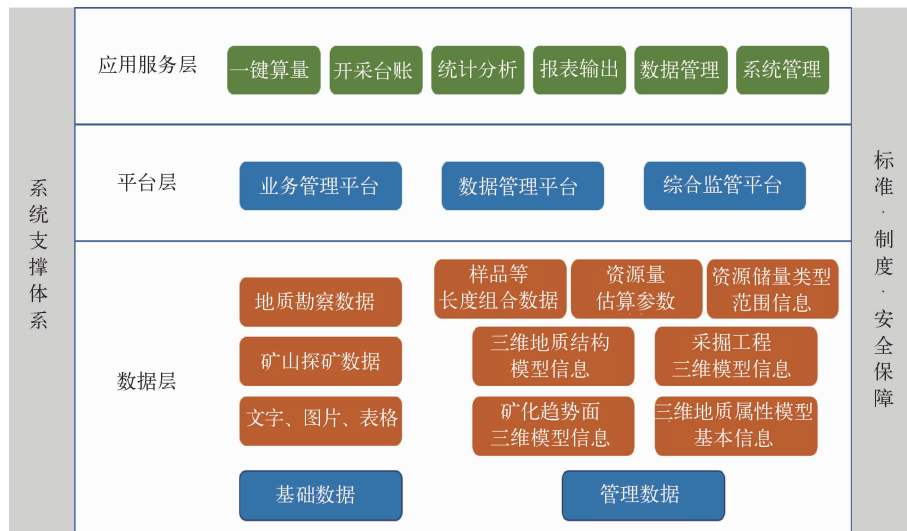 系统支撑体系
应用服务层
一键算量
开采台账
统计分析
报表输出
数据管理
系统管理
平台层
业务管理平台
数据管理平台
综合监管平台
数据层
地质勘察数据
矿山探矿数据
文字、图片、表格
基础数据
样品等
长度组合数据
资源量
估算参数
资源储量类型
范围信息
三维地质结构
模型信息
采掘工程
三维模型信息
矿化趋势面
三维模型信息
三维地质属性模型
基本信息
管理数据
标准·制度·安全保障